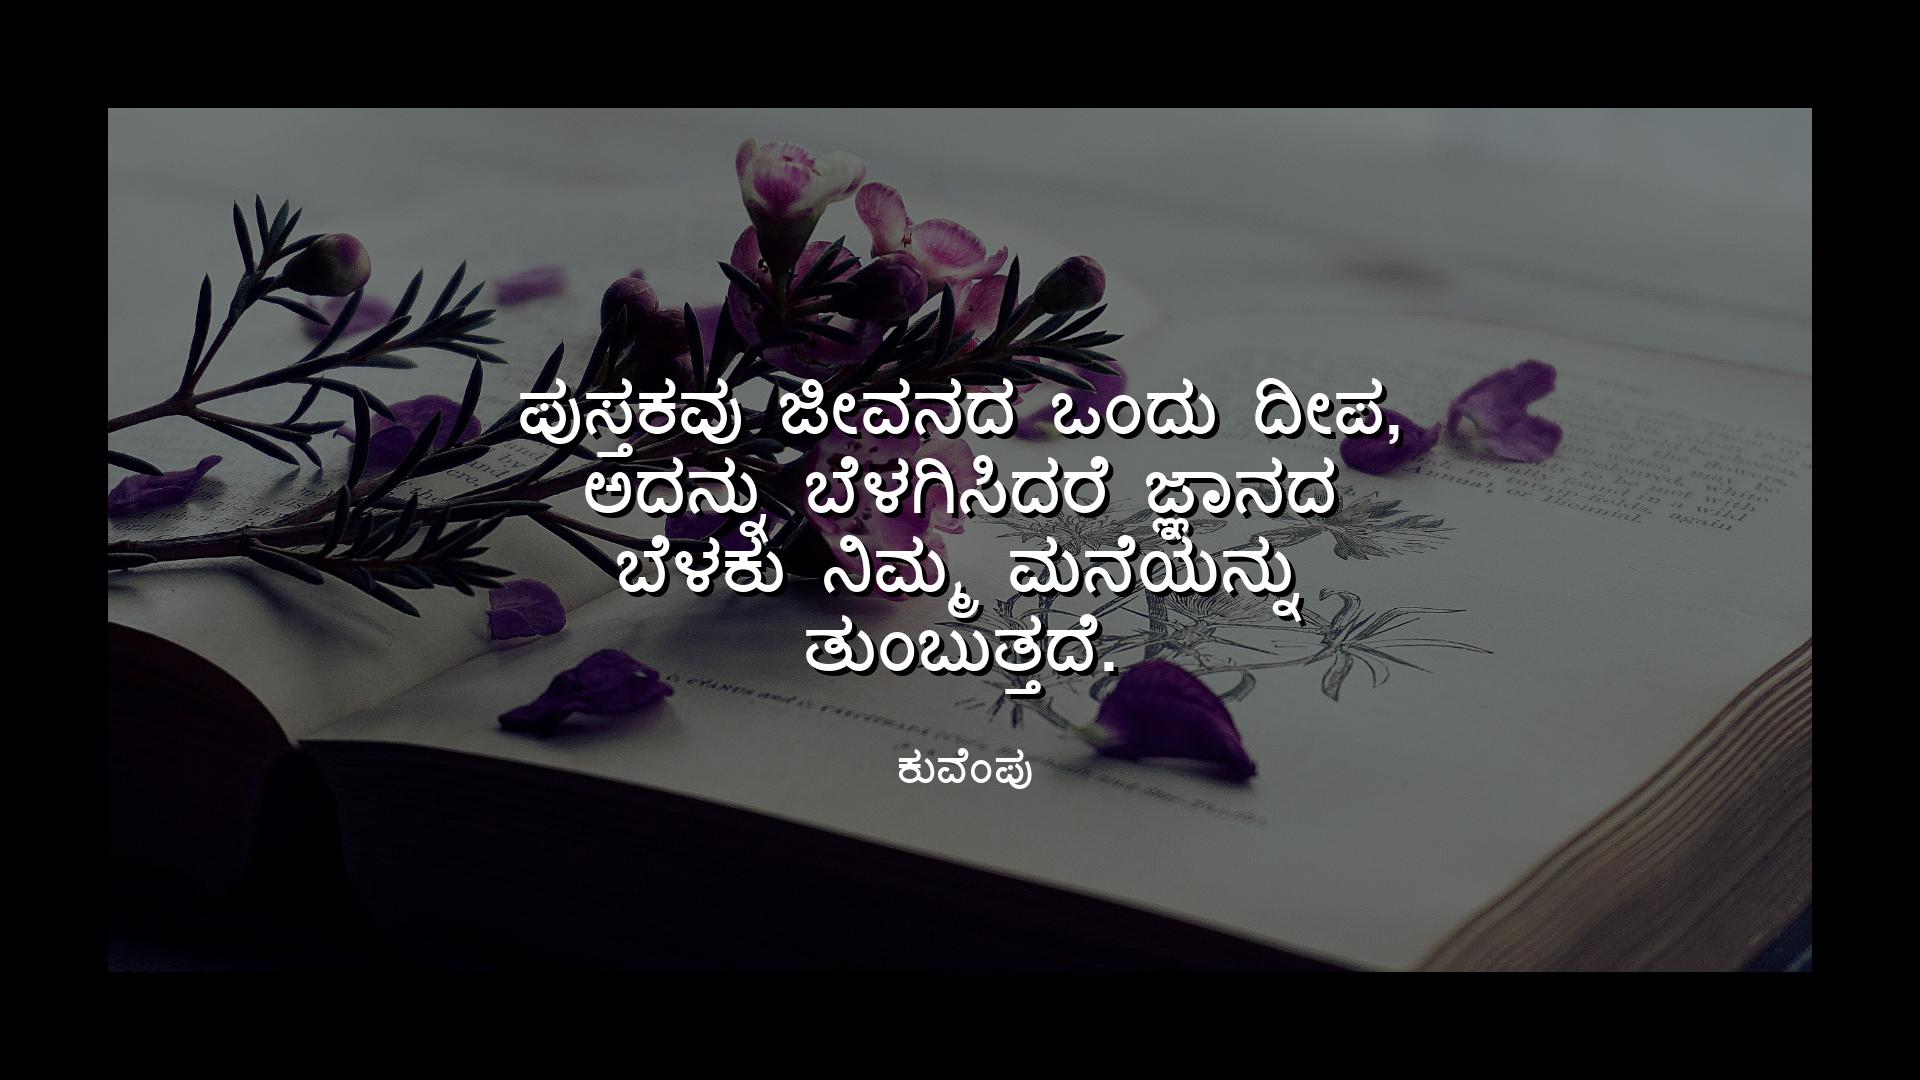 ಪುಸ್ತಕವು ಜೀವನದ ಒಂದು ದೀಪ,
ಅದನ್ನು ಬೆಳಗಿಸಿದರೆ ಜ್ಞಾನದ
ಬೆಳಕು ನಿಮ್ಮ ಮನೆಯನ್ನು
ತುಂಬುತ್ತದೆ.
ಕುವೆಂಪು